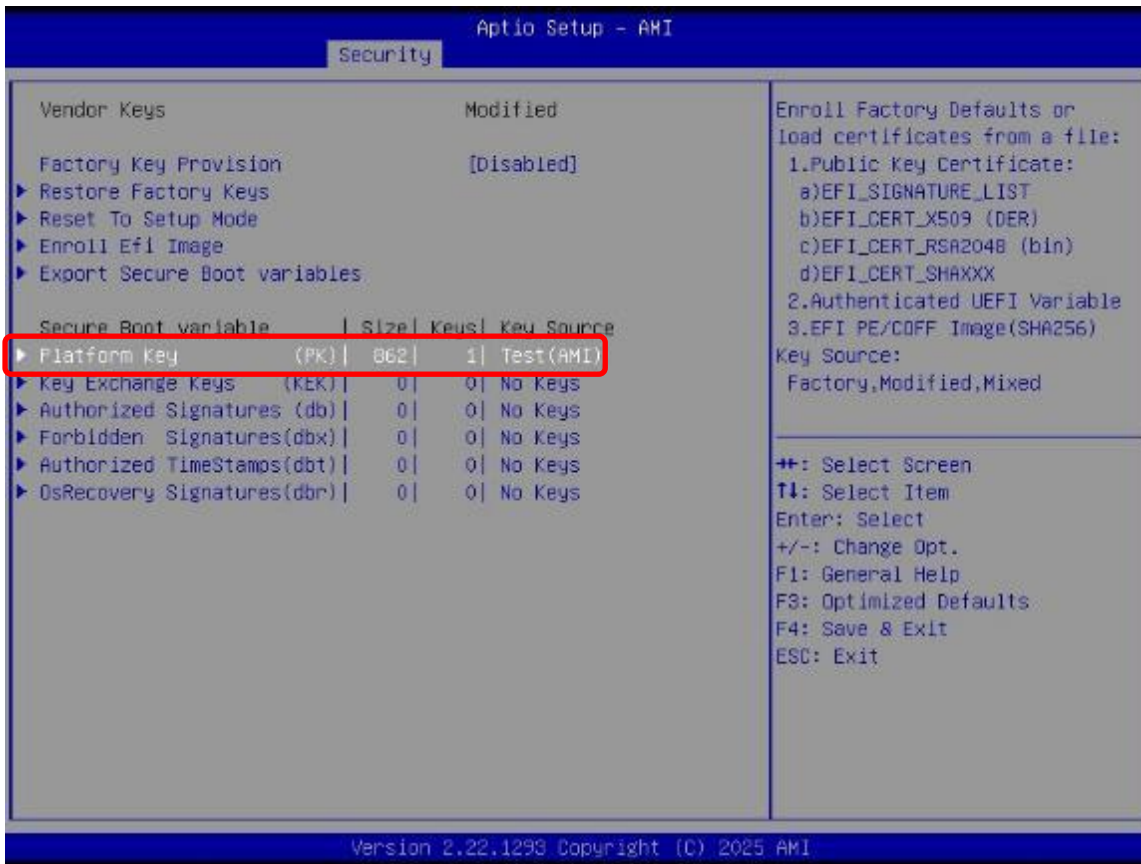 Aptio Setup - AMI
Security
Vendor Keys Modified
Factory Key Provision [Disabled]
Restore Factory Keys
Reset To Setup Mode
Enroll Efi Image
Export Secure Boot variables
Secure Boot variable | Size| Keys| Key Source
Platform Key (PK)| 862| 1| Test(AMI)
Key Exchange Keys (KEK)| 0| 0| No Keys
Authorized Signatures (db)| 0| 0| No Keys
Forbidden Signatures(dbx)| 0| 0| No Keys
Authorized TimeStamps(dbt)| 0| 0| No Keys
OsRecovery Signatures(dbr)| 0| 0| No Keys
Enroll Factory Defaults or
load certificates from a file:
1.Public Key Certificate:
a)EFI_SIGNATURE_LIST
b)EFI_CERT_X509 (DER)
c)EFI_CERT_RSA2048 (bin)
d)EFI_CERT_SHAXXX
2.Authenticated UEFI Variable
3.EFI PE/COFF Image(SHA256)
Key Source:
Factory,Modified,Mixed
→←: Select Screen
↑↓: Select Item
Enter: Select
+/-: Change Opt.
F1: General Help
F3: Optimized Defaults
F4: Save & Exit
ESC: Exit
Version 2.22.1293 Copyright (C) 2025 AMI